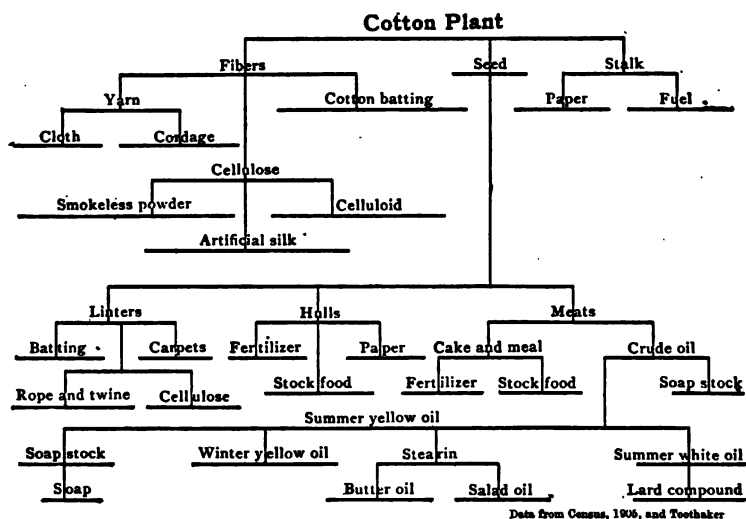 Cotton Plant
Fibers Seed Stalk
Yarn Cotton batting Paper Fuel
Cloth Cordage
Cellulose
Smokeless powder Celluloid
Artificial silk
Linters Hulls Meats
Batting Carpets Fertilizer Paper Cake and meal Crude oil
Rope and twine Cellulose Stock food Fertilizer Stock food Soap stock
Summer yellow oil
Soap stock Winter yellow oil Stearin Summer white oil
Soap Butter oil Salad oil Lard compound
Data from Census, 1905, and Toothaker